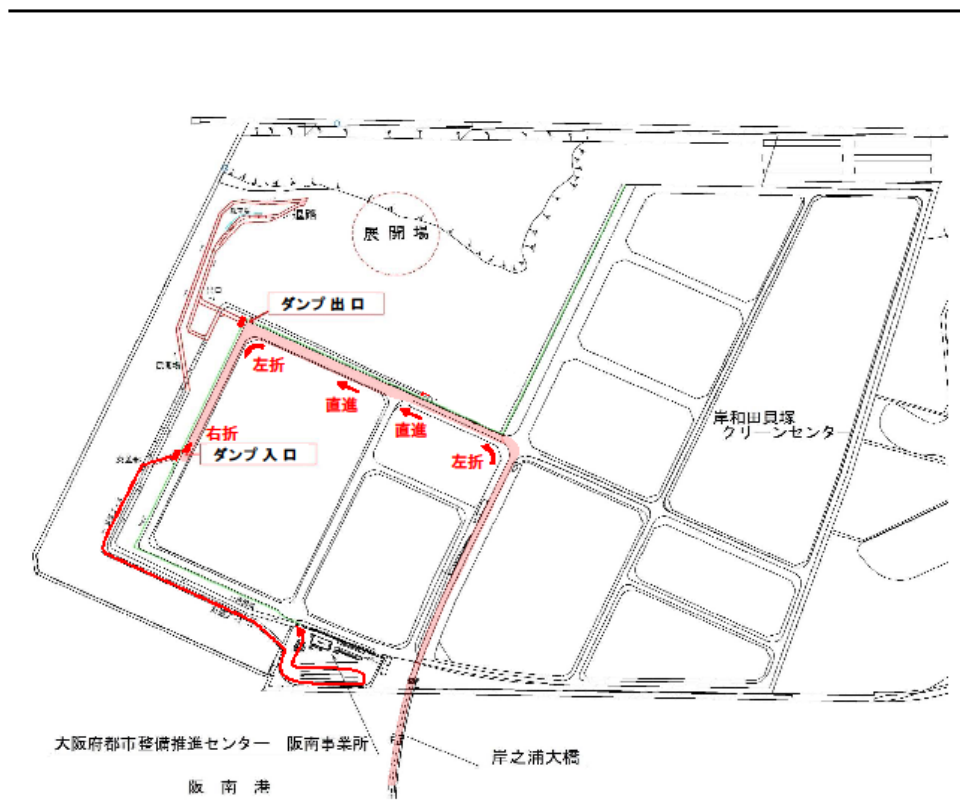 展開場
ダンプ出口
左折
直進
直進
岸和田貝塚
クリーンセンター
右折
ダンプ入口
左折
大阪府都市整備推進センター　阪南事業所
岸之浦大橋
阪南港